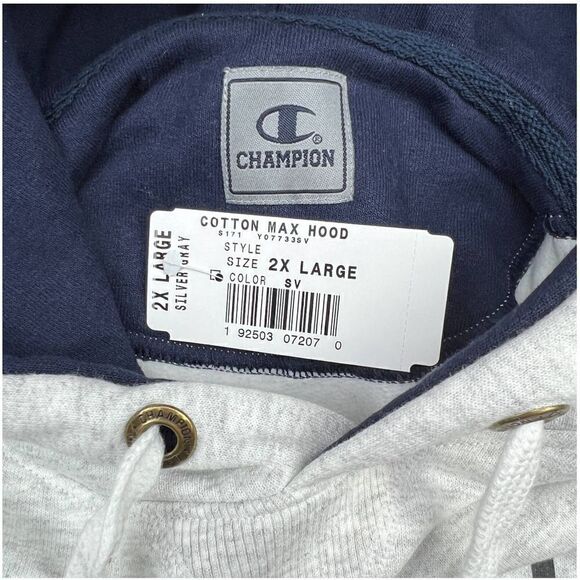 CHAMPION
COTTON MAX HOOD
S171 Y07733SV
STYLE
SIZE 2X LARGE
COLOR SV
1 92503 07207 0
2X LARGE
SILVER GRAY
CHAMPION